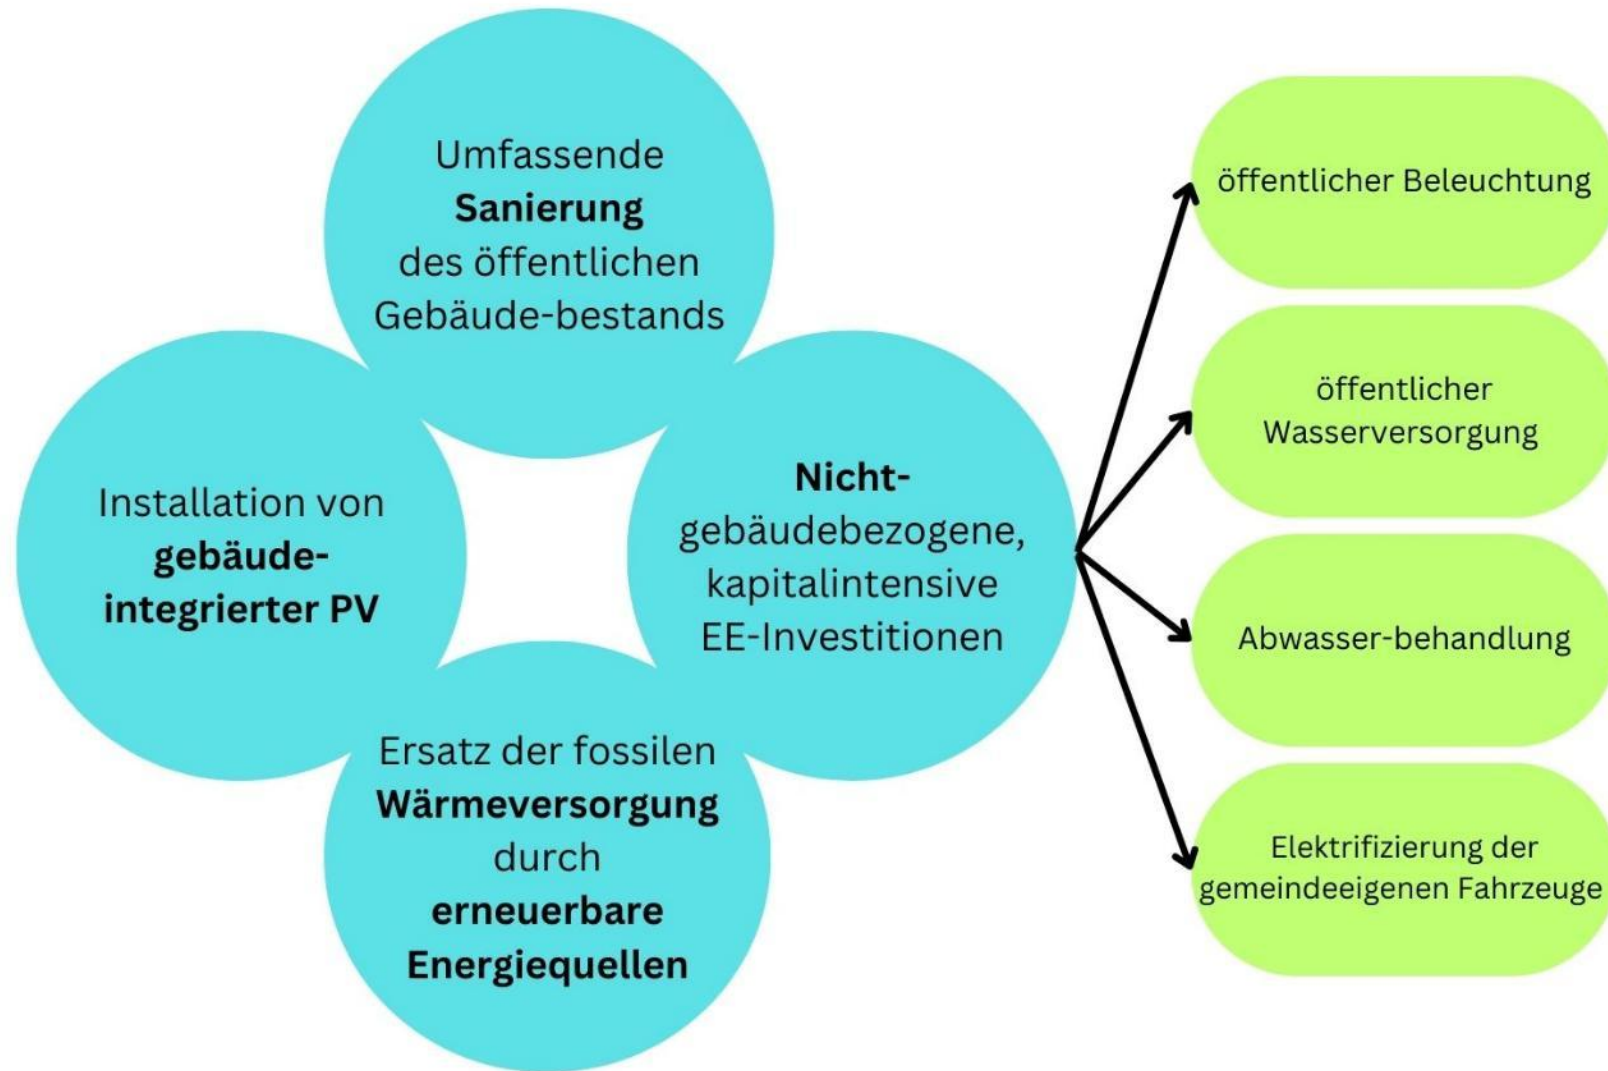 Umfassende
Sanierung
des öffentlichen
Gebäude-bestands
Installation von
gebäude-
integrierter PV
Nicht-
gebäudebezogene,
kapitalintensive
EE-Investitionen
Ersatz der fossilen
Wärmeversorgung
durch
erneuerbare
Energiequellen
öffentlicher Beleuchtung
öffentlicher
Wasserversorgung
Abwasser-behandlung
Elektrifizierung der
gemeindeeigenen Fahrzeuge